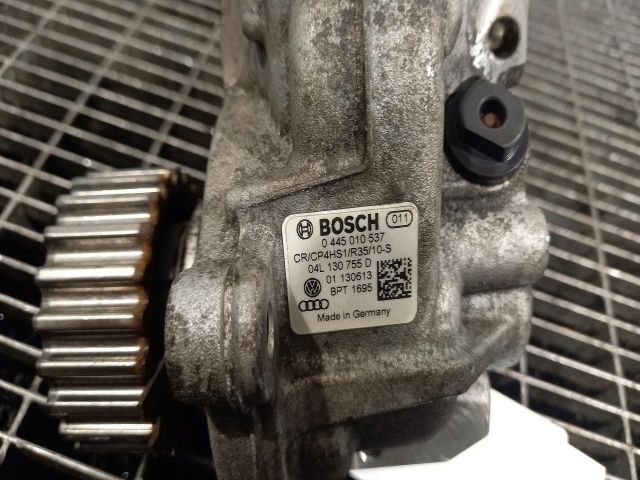 BOSCH 011
0 445 010 537
CR/CP4HS1/R35/10-S
04L 130 755 D
01 130613
BPT 1695
Made in Germany